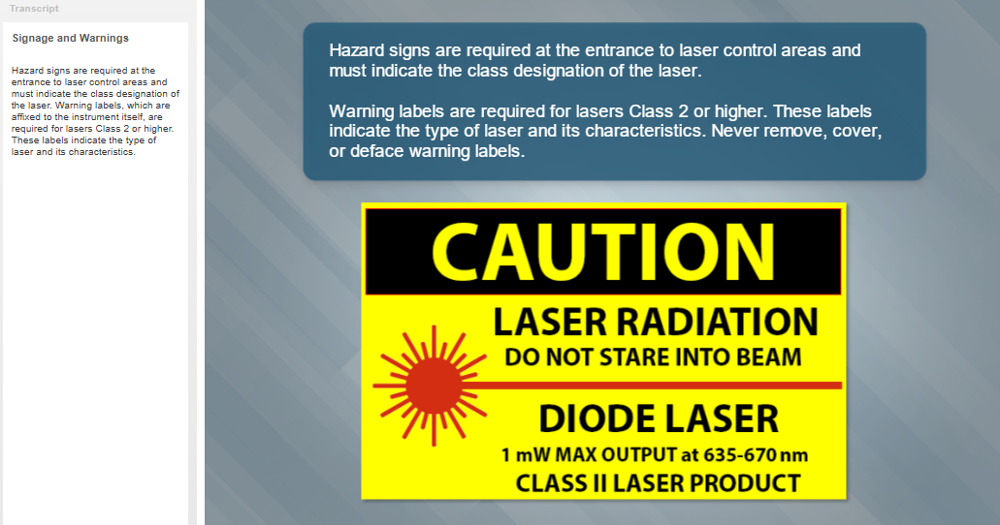 Transcript
Signage and Warnings
Hazard signs are required at the
entrance to laser control areas and
must indicate the class designation of
the laser. Warning labels, which are
affixed to the instrument itself, are
required for lasers Class 2 or higher.
These labels indicate the type of
laser and its characteristics.
Hazard signs are required at the entrance to laser control areas and
must indicate the class designation of the laser.
Warning labels are required for lasers Class 2 or higher. These labels
indicate the type of laser and its characteristics. Never remove, cover,
or deface warning labels.
CAUTION
LASER RADIATION
DO NOT STARE INTO BEAM
DIODE LASER
1 mW MAX OUTPUT at 635-670 nm
CLASS II LASER PRODUCT